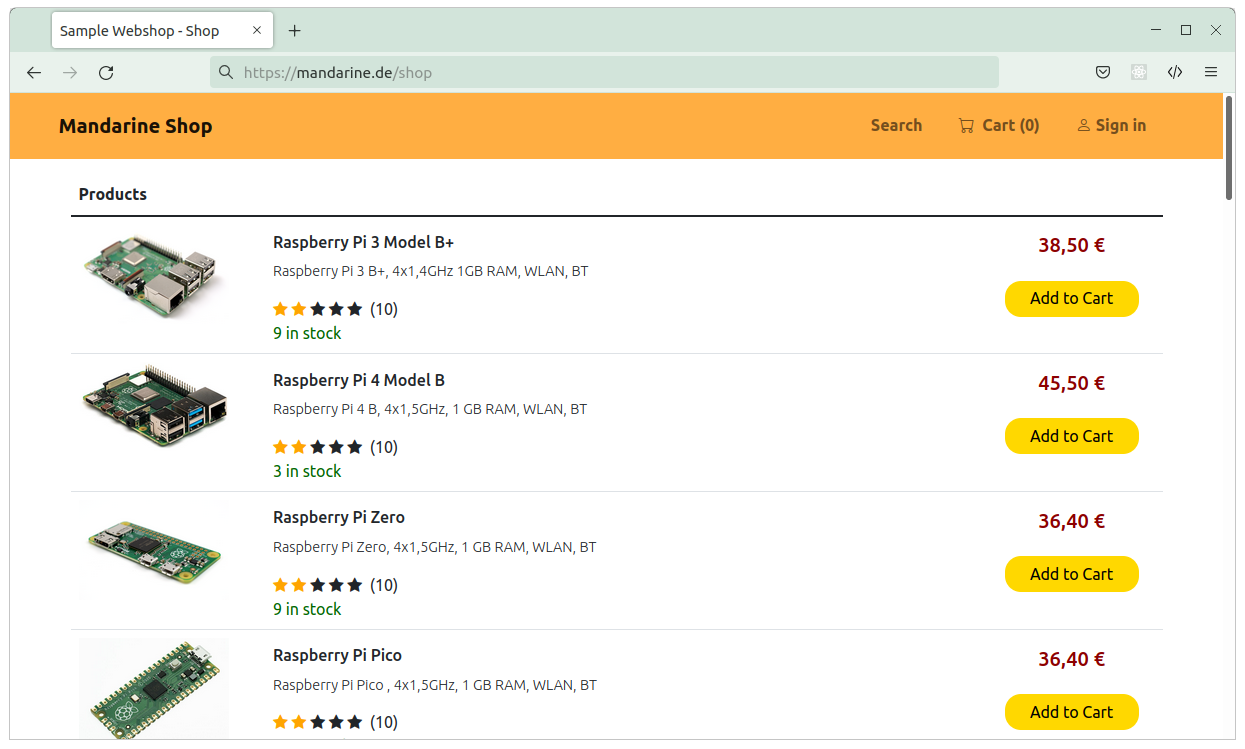 Sample Webshop - Shop
https://mandarine.de/shop
Mandarine Shop
Search
Cart (0)
Sign in
Products
Raspberry Pi 3 Model B+
38,50 €
Raspberry Pi 3 B+, 4x1,4GHz 1GB RAM, WLAN, BT
Add to Cart
(10)
9 in stock
Raspberry Pi 4 Model B
45,50 €
Raspberry Pi 4 B, 4x1,5GHz, 1 GB RAM, WLAN, BT
Add to Cart
(10)
3 in stock
Raspberry Pi Zero
36,40 €
Raspberry Pi Zero, 4x1,5GHz, 1 GB RAM, WLAN, BT
Add to Cart
(10)
9 in stock
Raspberry Pi Pico
36,40 €
Raspberry Pi Pico , 4x1,5GHz, 1 GB RAM, WLAN, BT
Add to Cart
(10)